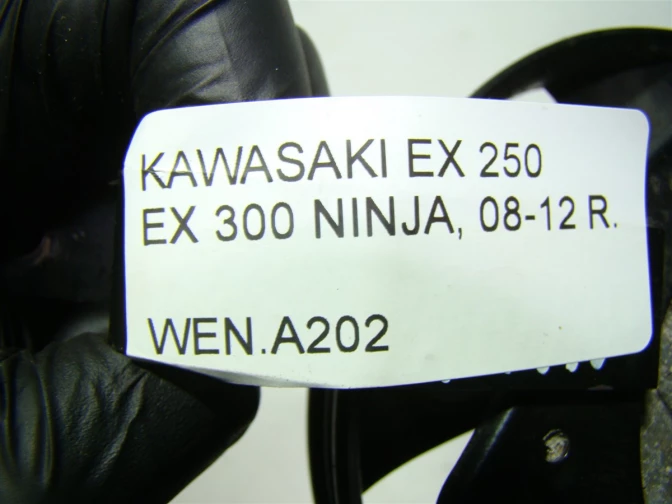 KAWASAKI EX 250
EX 300 NINJA, 08-12 R.
WEN.A202